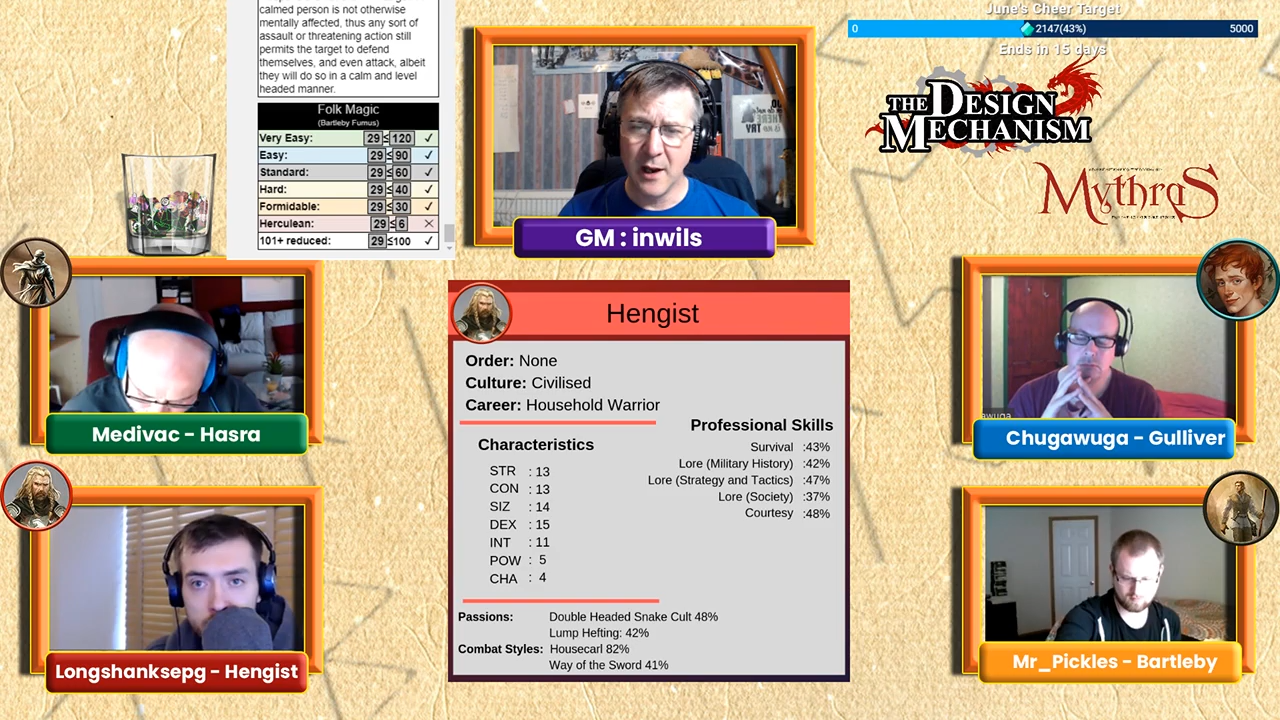 calmed person is not otherwise
mentally affected, thus any sort of
assault or threatening action still
permits the target to defend
themselves, and even attack, albeit
they will do so in a calm and level
headed manner.
Folk Magic
(Bartleby Fumus)
Very Easy: 29≤120 ✓
Easy: 29≤90 ✓
Standard: 29≤60 ✓
Hard: 29≤40 ✓
Formidable: 29≤30 ✓
Herculean: 29≤6 ✗
101+ reduced: 29≤100 ✓
GM : inwils
June's Cheer Target
0 2147(43%) 5000
Ends in 15 days
THE DESIGN
MECHANISM
Mythras
Medivac - Hasra
Chugawuga - Gulliver
awuga
Longshanksepg - Hengist
Mr_Pickles - Bartleby
Hengist
Order: None
Culture: Civilised
Career: Household Warrior
Characteristics
STR : 13
CON : 13
SIZ : 14
DEX : 15
INT : 11
POW : 5
CHA : 4
Professional Skills
Survival :43%
Lore (Military History) :42%
Lore (Strategy and Tactics) :47%
Lore (Society) :37%
Courtesy :48%
Passions: Double Headed Snake Cult 48%
Lump Hefting: 42%
Combat Styles: Housecarl 82%
Way of the Sword 41%